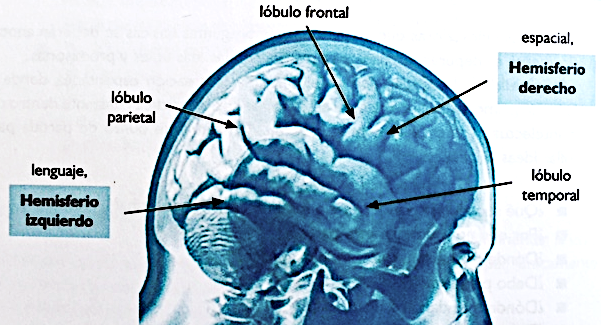 lóbulo frontal
espacial,
Hemisferio
derecho
lóbulo
parietal
lenguaje,
Hemisferio
izquierdo
lóbulo
temporal